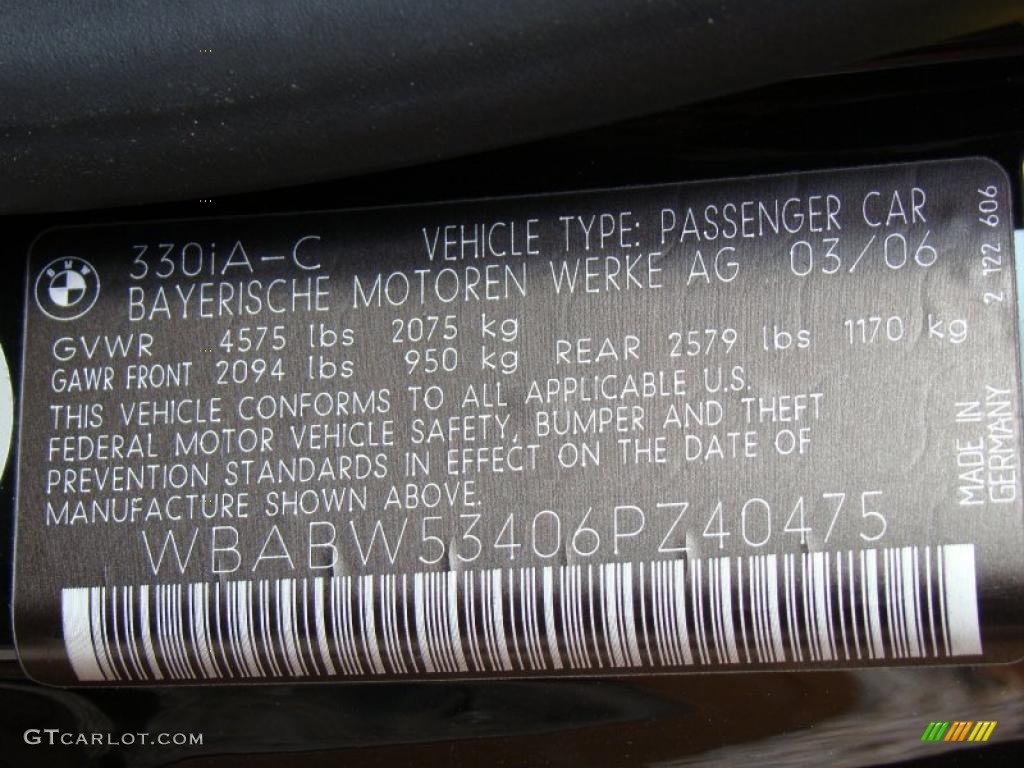 BMW
330iA-C VEHICLE TYPE: PASSENGER CAR
BAYERISCHE MOTOREN WERKE AG 03/06
GVWR 4575 lbs 2075 kg
GAWR FRONT 2094 lbs 950 kg REAR 2579 lbs 1170 kg
THIS VEHICLE CONFORMS TO ALL APPLICABLE U.S.
FEDERAL MOTOR VEHICLE SAFETY, BUMPER AND THEFT
PREVENTION STANDARDS IN EFFECT ON THE DATE OF
MANUFACTURE SHOWN ABOVE.
WBABW53406PZ40475
2 122 606
MADE IN
GERMANY
GTCARLOT.COM